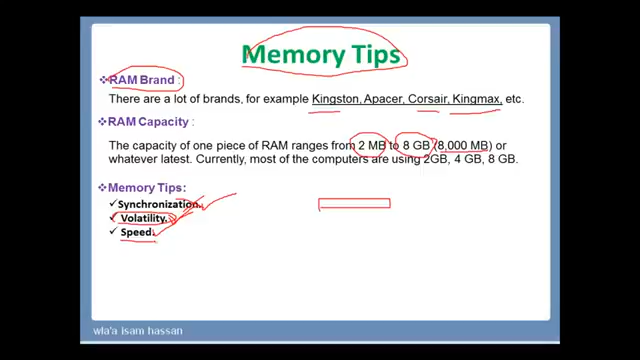 Memory Tips
RAM Brand :
There are a lot of brands, for example Kingston, Apacer, Corsair, Kingmax, etc.
RAM Capacity :
The capacity of one piece of RAM ranges from 2 MB to 8 GB (8,000 MB) or
whatever latest. Currently, most of the computers are using 2GB, 4 GB, 8 GB.
Memory Tips:
Synchronization.
Volatility.
Speed.
wla'a isam hassan